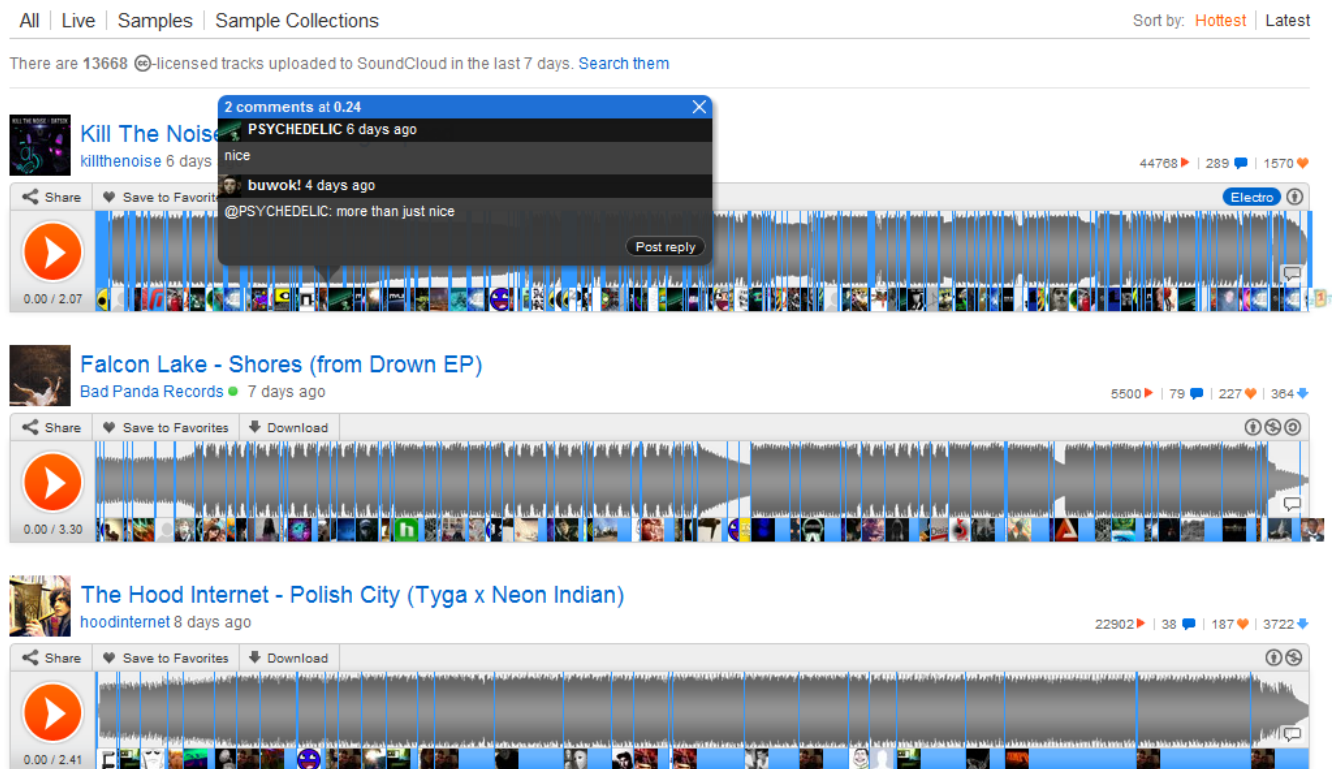 All | Live | Samples | Sample Collections
Sort by: Hottest | Latest
There are 13668 cc-licensed tracks uploaded to SoundCloud in the last 7 days. Search them
2 comments at 0.24
PSYCHEDELIC 6 days ago
nice
buwok! 4 days ago
@PSYCHEDELIC: more than just nice
Post reply
KILL THE NOISE - DATSIK
Kill The Noise
killthenoise 6 days
44768 | 289 | 1570
Share
Save to Favorit
Electro
0.00 / 2.07
Falcon Lake - Shores (from Drown EP)
Bad Panda Records 7 days ago
5500 | 79 | 227 | 364
Share
Save to Favorites
Download
0.00 / 3.30
h
The Hood Internet - Polish City (Tyga x Neon Indian)
hoodinternet 8 days ago
22902 | 38 | 187 | 3722
Share
Save to Favorites
Download
0.00 / 2.41